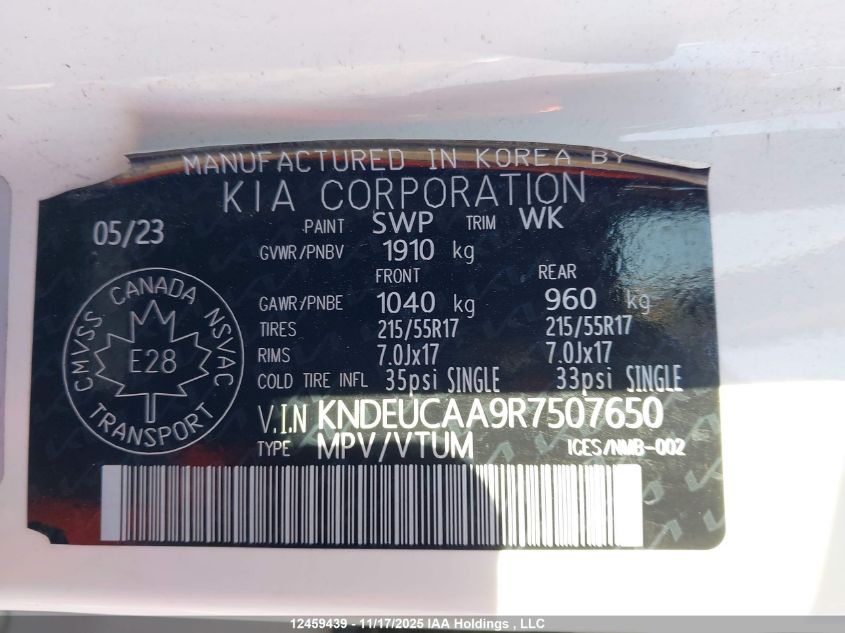 MANUFACTURED IN KOREA BY
KIA CORPORATION
05/23 PAINT SWP TRIM WK
GVWR/PNBV 1910 kg
FRONT REAR
GAWR/PNBE 1040 kg 960 kg
TIRES 215/55R17 215/55R17
RIMS 7.0Jx17 7.0Jx17
COLD TIRE INFL 35psi SINGLE 33psi SINGLE
V.I.N KNDEUCAA9R7507650
TYPE MPV/VTUM ICES/NMB-002
CANADA
CMVSS NSVAC
E28
TRANSPORT
12459439 - 11/17/2025 IAA Holdings , LLC